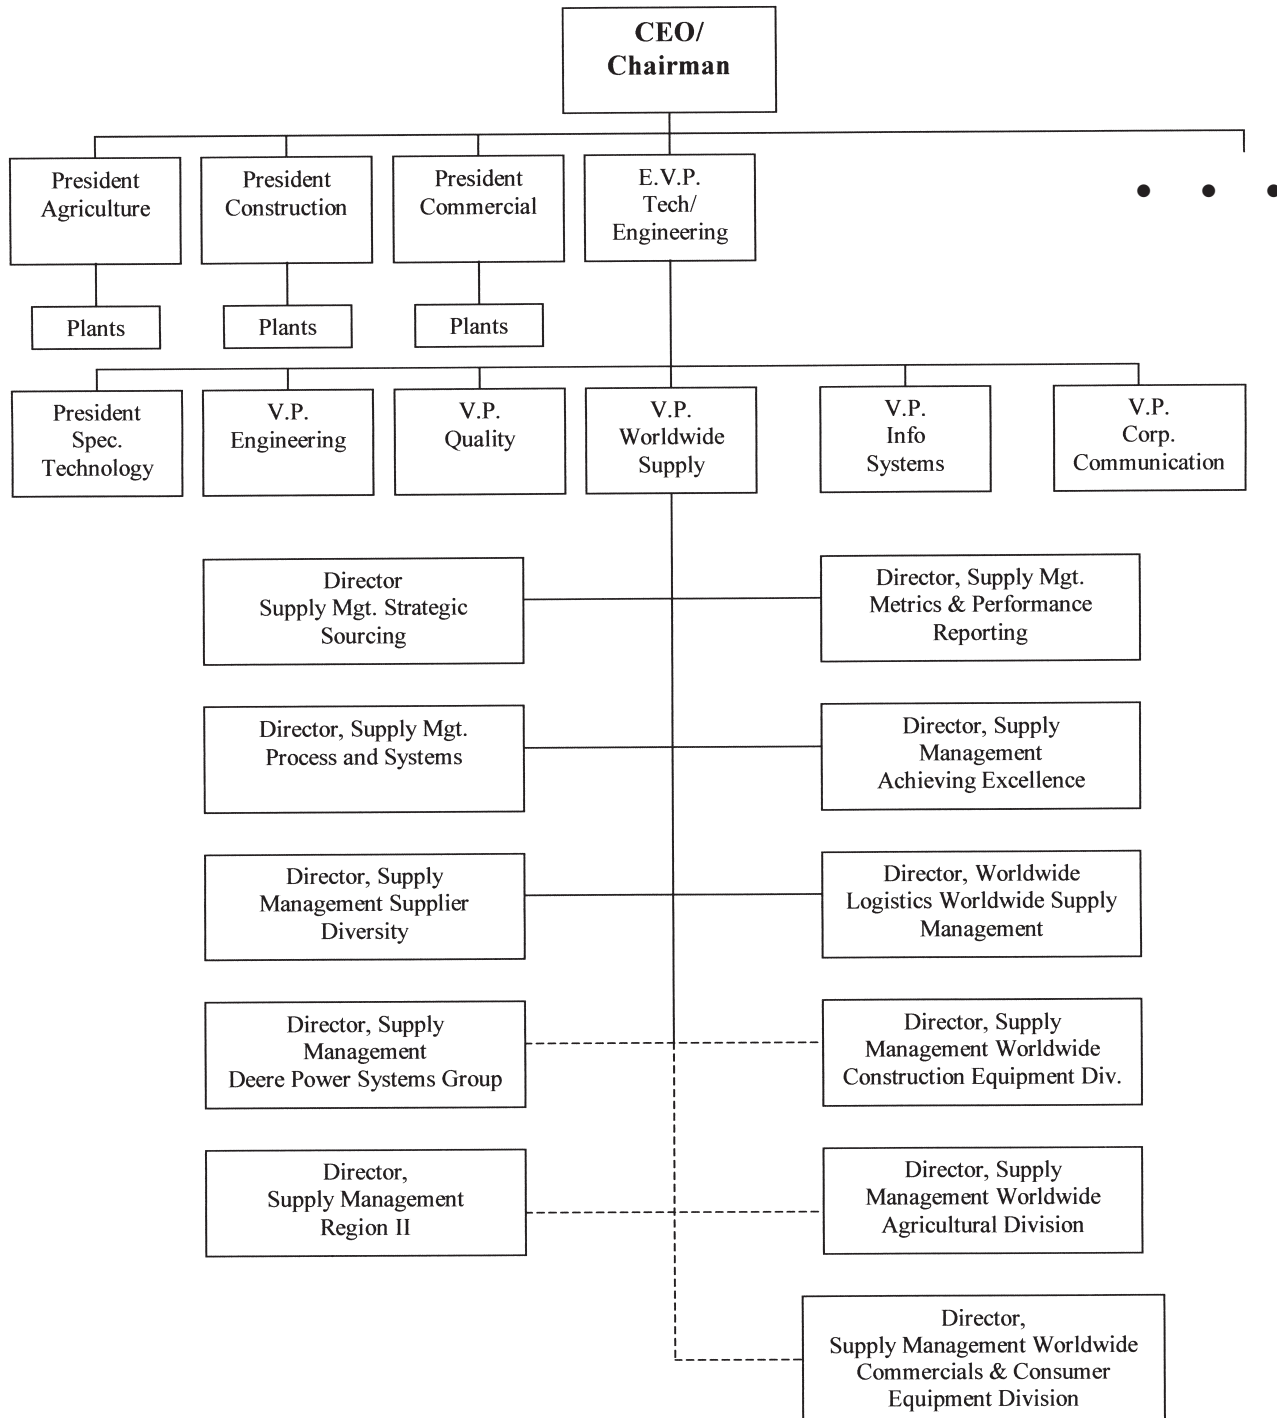 CEO/
Chairman
President
Agriculture
President
Construction
President
Commercial
E.V.P.
Tech/
Engineering
Plants
Plants
Plants
President
Spec.
Technology
V.P.
Engineering
V.P.
Quality
V.P.
Worldwide
Supply
V.P.
Info
Systems
V.P.
Corp.
Communication
Director
Supply Mgt. Strategic
Sourcing
Director, Supply Mgt.
Metrics & Performance
Reporting
Director, Supply Mgt.
Process and Systems
Director, Supply
Management
Achieving Excellence
Director, Supply
Management Supplier
Diversity
Director, Worldwide
Logistics Worldwide Supply
Management
Director, Supply
Management
Deere Power Systems Group
Director, Supply
Management Worldwide
Construction Equipment Div.
Director,
Supply Management
Region II
Director, Supply
Management Worldwide
Agricultural Division
Director,
Supply Management Worldwide
Commercials & Consumer
Equipment Division